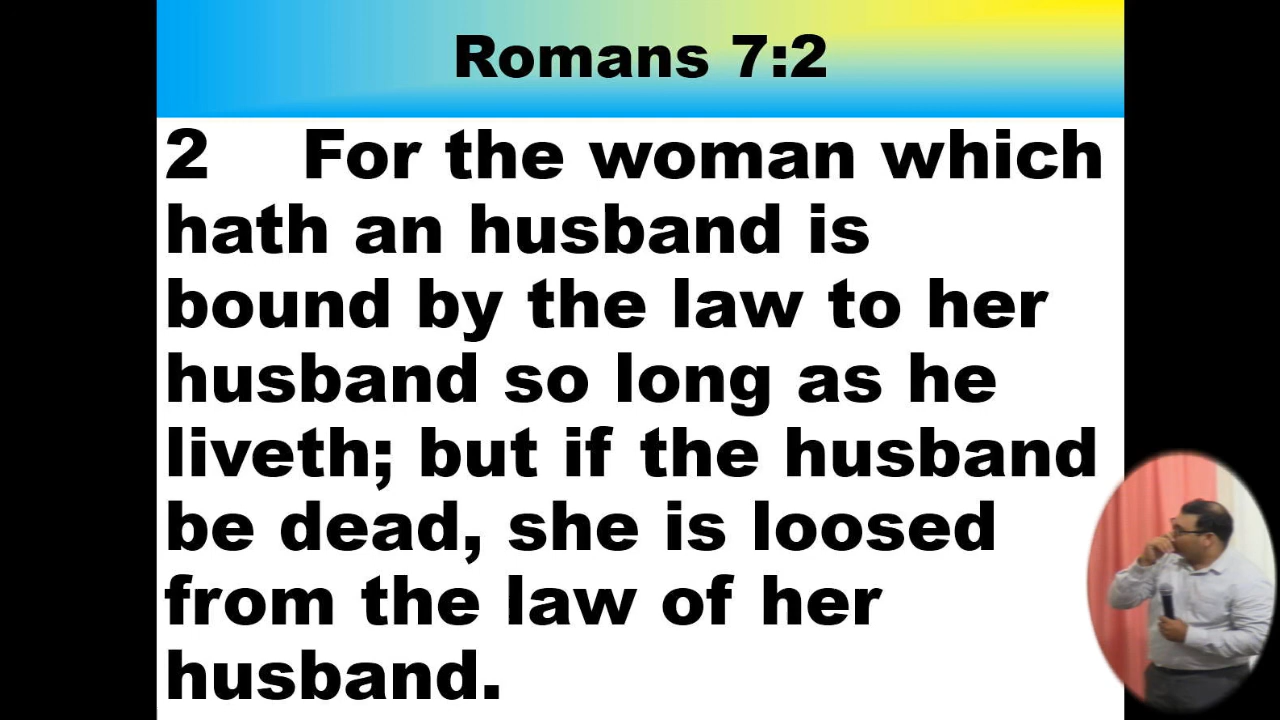 Romans 7:2
2 For the woman which
hath an husband is
bound by the law to her
husband so long as he
liveth; but if the husband
be dead, she is loosed
from the law of her
husband.